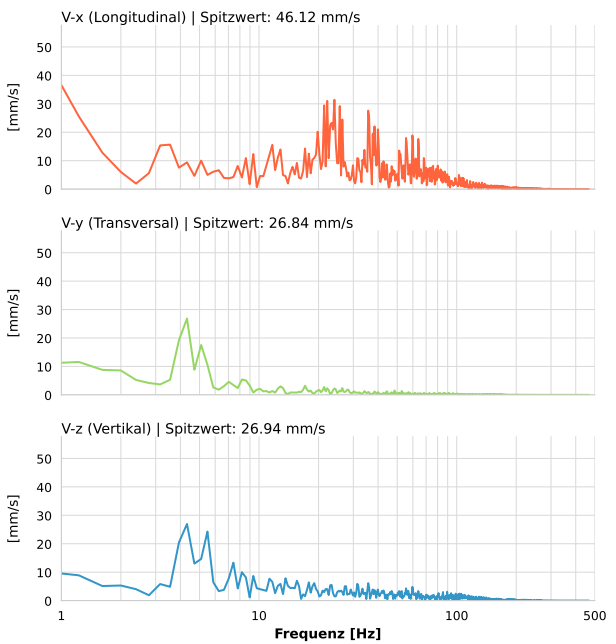 V-x (Longitudinal) | Spitzwert: 46.12 mm/s
50
40
30
20
10
0
[mm/s]
V-y (Transversal) | Spitzwert: 26.84 mm/s
50
40
30
20
10
0
[mm/s]
V-z (Vertikal) | Spitzwert: 26.94 mm/s
50
40
30
20
10
0
[mm/s]
1 10 100 500
Frequenz [Hz]